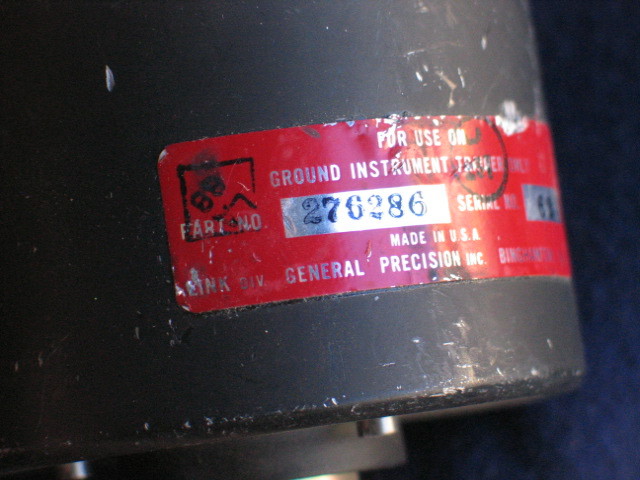 FOR USE ON
GROUND INSTRUMENT TRAINER ONLY
PART NO. 276286 SERIAL NO.
MADE IN U.S.A.
LINK DIV. GENERAL PRECISION INC. BINGHAMTON